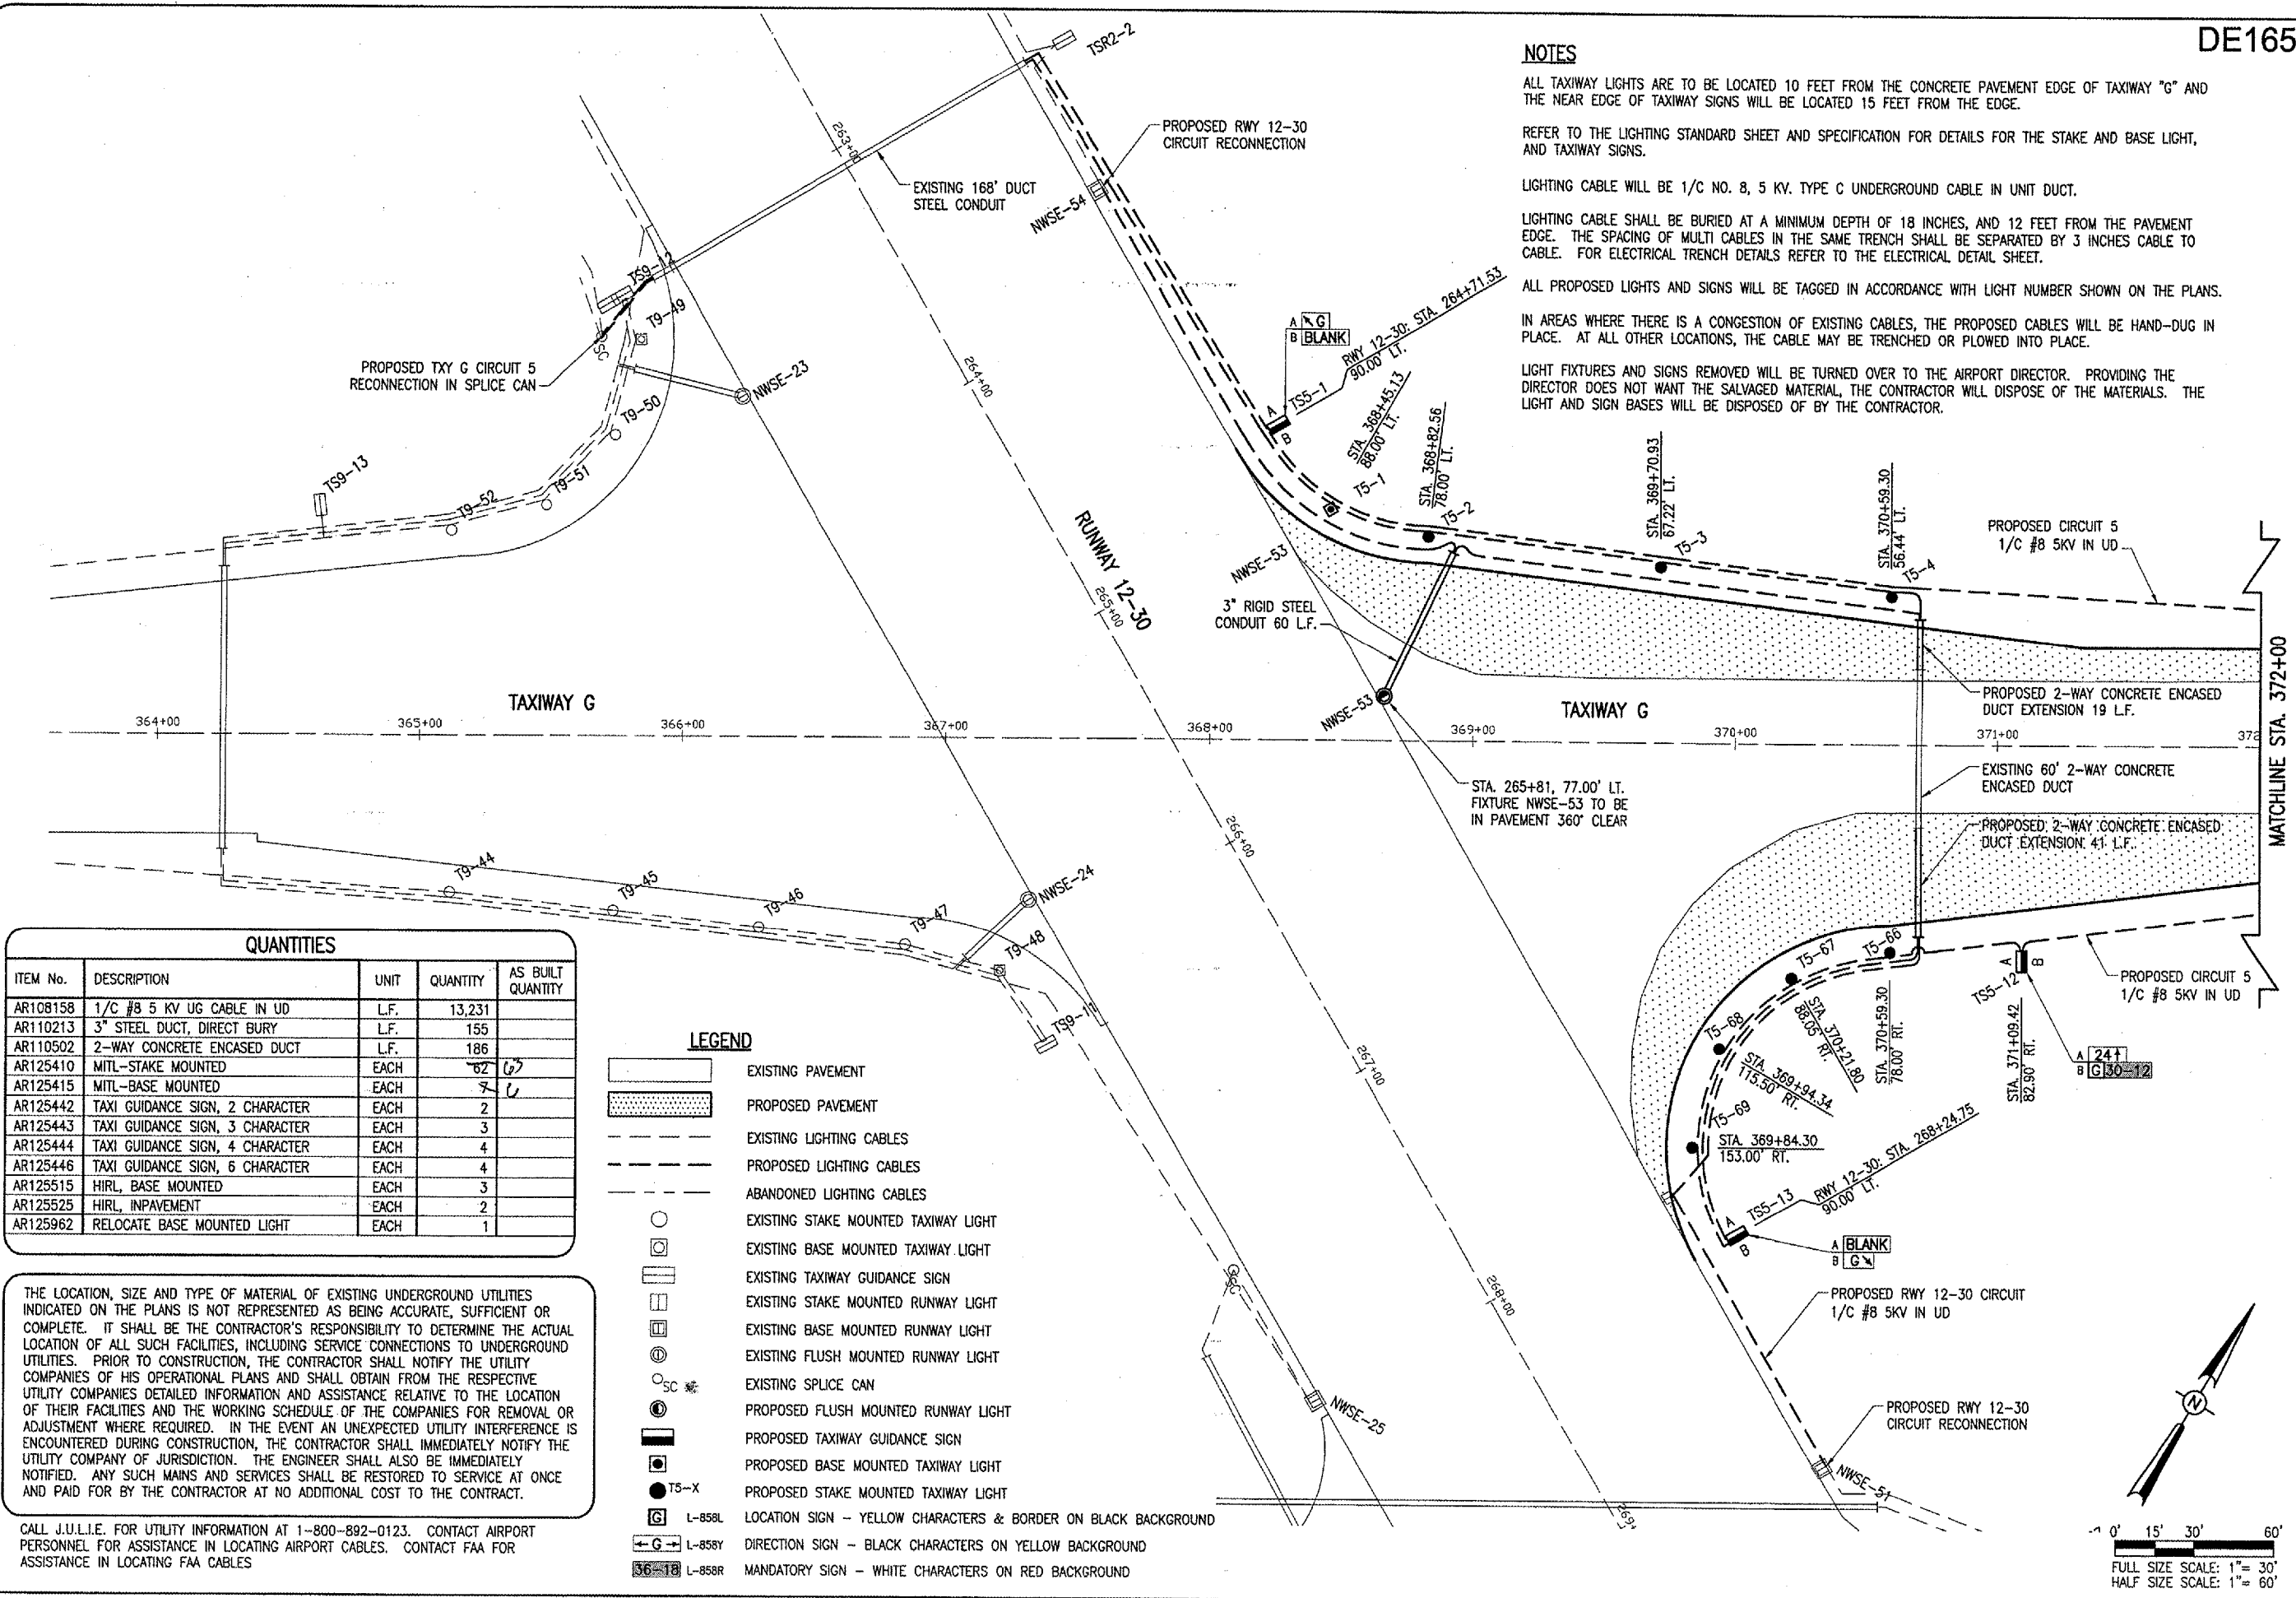 DE165
NOTES
ALL TAXIWAY LIGHTS ARE TO BE LOCATED 10 FEET FROM THE CONCRETE PAVEMENT EDGE OF TAXIWAY "G" AND
THE NEAR EDGE OF TAXIWAY SIGNS WILL BE LOCATED 15 FEET FROM THE EDGE.
REFER TO THE LIGHTING STANDARD SHEET AND SPECIFICATION FOR DETAILS FOR THE STAKE AND BASE LIGHT,
AND TAXIWAY SIGNS.
LIGHTING CABLE WILL BE 1/C NO. 8, 5 KV. TYPE C UNDERGROUND CABLE IN UNIT DUCT.
LIGHTING CABLE SHALL BE BURIED AT A MINIMUM DEPTH OF 18 INCHES, AND 12 FEET FROM THE PAVEMENT
EDGE. THE SPACING OF MULTI CABLES IN THE SAME TRENCH SHALL BE SEPARATED BY 3 INCHES CABLE TO
CABLE. FOR ELECTRICAL TRENCH DETAILS REFER TO THE ELECTRICAL DETAIL SHEET.
ALL PROPOSED LIGHTS AND SIGNS WILL BE TAGGED IN ACCORDANCE WITH LIGHT NUMBER SHOWN ON THE PLANS.
IN AREAS WHERE THERE IS A CONGESTION OF EXISTING CABLES, THE PROPOSED CABLES WILL BE HAND-DUG IN
PLACE. AT ALL OTHER LOCATIONS, THE CABLE MAY BE TRENCHED OR PLOWED INTO PLACE.
LIGHT FIXTURES AND SIGNS REMOVED WILL BE TURNED OVER TO THE AIRPORT DIRECTOR. PROVIDING THE
DIRECTOR DOES NOT WANT THE SALVAGED MATERIAL, THE CONTRACTOR WILL DISPOSE OF THE MATERIALS. THE
LIGHT AND SIGN BASES WILL BE DISPOSED OF BY THE CONTRACTOR.
TSR2-2
PROPOSED RWY 12-30
CIRCUIT RECONNECTION
263+00
EXISTING 168' DUCT
STEEL CONDUIT
NWSE-54
TS9-12
T9-49
SC
PROPOSED TXY G CIRCUIT 5
RECONNECTION IN SPLICE CAN
NWSE-23
T9-50
T9-51
T9-52
TS9-13
264+00
A ↖G
B BLANK
A
B
TS5-1
RWY 12-30: STA. 264+71.53
90.00' LT.
STA. 368+45.13
88.00' LT.
T5-1
STA. 368+82.56
78.00' LT.
T5-2
STA. 369+70.93
67.22' LT.
T5-3
STA. 370+59.30
56.44' LT.
T5-4
PROPOSED CIRCUIT 5
1/C #8 5KV IN UD
RUNWAY 12-30
265+00
NWSE-53
3" RIGID STEEL
CONDUIT 60 L.F.
NWSE-53
TAXIWAY G
TAXIWAY G
364+00
365+00
366+00
367+00
368+00
369+00
370+00
371+00
372
MATCHLINE STA. 372+00
PROPOSED 2-WAY CONCRETE ENCASED
DUCT EXTENSION 19 L.F.
EXISTING 60' 2-WAY CONCRETE
ENCASED DUCT
PROPOSED 2-WAY CONCRETE ENCASED
DUCT EXTENSION 41 L.F.
STA. 265+81, 77.00' LT.
FIXTURE NWSE-53 TO BE
IN PAVEMENT 360° CLEAR
266+00
T9-44
T9-45
T9-46
T9-47
T9-48
NWSE-24
TS9-11
T5-66
T5-67
T5-68
T5-69
STA. 370+59.30
78.00' RT.
STA. 370+21.80
88.05' RT.
STA. 369+94.34
115.50' RT.
STA. 369+84.30
153.00' RT.
A
B
TS5-12
STA. 371+09.42
82.90' RT.
PROPOSED CIRCUIT 5
1/C #8 5KV IN UD
A 24↑
B G 30-12
267+00
A
B
TS5-13
RWY 12-30: STA. 268+24.75
90.00' LT.
A BLANK
B G↘
PROPOSED RWY 12-30 CIRCUIT
1/C #8 5KV IN UD
268+00
SC
NWSE-25
PROPOSED RWY 12-30
CIRCUIT RECONNECTION
NWSE-51
269+
N
QUANTITIES
ITEM No. DESCRIPTION UNIT QUANTITY AS BUILT QUANTITY
AR108158 1/C #8 5 KV UG CABLE IN UD L.F. 13,231
AR110213 3" STEEL DUCT, DIRECT BURY L.F. 155
AR110502 2-WAY CONCRETE ENCASED DUCT L.F. 186
AR125410 MITL-STAKE MOUNTED EACH 62 63
AR125415 MITL-BASE MOUNTED EACH 7 6
AR125442 TAXI GUIDANCE SIGN, 2 CHARACTER EACH 2
AR125443 TAXI GUIDANCE SIGN, 3 CHARACTER EACH 3
AR125444 TAXI GUIDANCE SIGN, 4 CHARACTER EACH 4
AR125446 TAXI GUIDANCE SIGN, 6 CHARACTER EACH 4
AR125515 HIRL, BASE MOUNTED EACH 3
AR125525 HIRL, INPAVEMENT EACH 2
AR125962 RELOCATE BASE MOUNTED LIGHT EACH 1
THE LOCATION, SIZE AND TYPE OF MATERIAL OF EXISTING UNDERGROUND UTILITIES
INDICATED ON THE PLANS IS NOT REPRESENTED AS BEING ACCURATE, SUFFICIENT OR
COMPLETE. IT SHALL BE THE CONTRACTOR'S RESPONSIBILITY TO DETERMINE THE ACTUAL
LOCATION OF ALL SUCH FACILITIES, INCLUDING SERVICE CONNECTIONS TO UNDERGROUND
UTILITIES. PRIOR TO CONSTRUCTION, THE CONTRACTOR SHALL NOTIFY THE UTILITY
COMPANIES OF HIS OPERATIONAL PLANS AND SHALL OBTAIN FROM THE RESPECTIVE
UTILITY COMPANIES DETAILED INFORMATION AND ASSISTANCE RELATIVE TO THE LOCATION
OF THEIR FACILITIES AND THE WORKING SCHEDULE OF THE COMPANIES FOR REMOVAL OR
ADJUSTMENT WHERE REQUIRED. IN THE EVENT AN UNEXPECTED UTILITY INTERFERENCE IS
ENCOUNTERED DURING CONSTRUCTION, THE CONTRACTOR SHALL IMMEDIATELY NOTIFY THE
UTILITY COMPANY OF JURISDICTION. THE ENGINEER SHALL ALSO BE IMMEDIATELY
NOTIFIED. ANY SUCH MAINS AND SERVICES SHALL BE RESTORED TO SERVICE AT ONCE
AND PAID FOR BY THE CONTRACTOR AT NO ADDITIONAL COST TO THE CONTRACT.
CALL J.U.L.I.E. FOR UTILITY INFORMATION AT 1-800-892-0123. CONTACT AIRPORT
PERSONNEL FOR ASSISTANCE IN LOCATING AIRPORT CABLES. CONTACT FAA FOR
ASSISTANCE IN LOCATING FAA CABLES
LEGEND
EXISTING PAVEMENT
PROPOSED PAVEMENT
EXISTING LIGHTING CABLES
PROPOSED LIGHTING CABLES
ABANDONED LIGHTING CABLES
EXISTING STAKE MOUNTED TAXIWAY LIGHT
EXISTING BASE MOUNTED TAXIWAY LIGHT
EXISTING TAXIWAY GUIDANCE SIGN
EXISTING STAKE MOUNTED RUNWAY LIGHT
EXISTING BASE MOUNTED RUNWAY LIGHT
EXISTING FLUSH MOUNTED RUNWAY LIGHT
SC EXISTING SPLICE CAN
PROPOSED FLUSH MOUNTED RUNWAY LIGHT
PROPOSED TAXIWAY GUIDANCE SIGN
PROPOSED BASE MOUNTED TAXIWAY LIGHT
T5-X PROPOSED STAKE MOUNTED TAXIWAY LIGHT
G L-858L LOCATION SIGN - YELLOW CHARACTERS & BORDER ON BLACK BACKGROUND
←G→ L-858Y DIRECTION SIGN - BLACK CHARACTERS ON YELLOW BACKGROUND
36-18 L-858R MANDATORY SIGN - WHITE CHARACTERS ON RED BACKGROUND
0' 15' 30' 60'
FULL SIZE SCALE: 1"= 30'
HALF SIZE SCALE: 1"= 60'